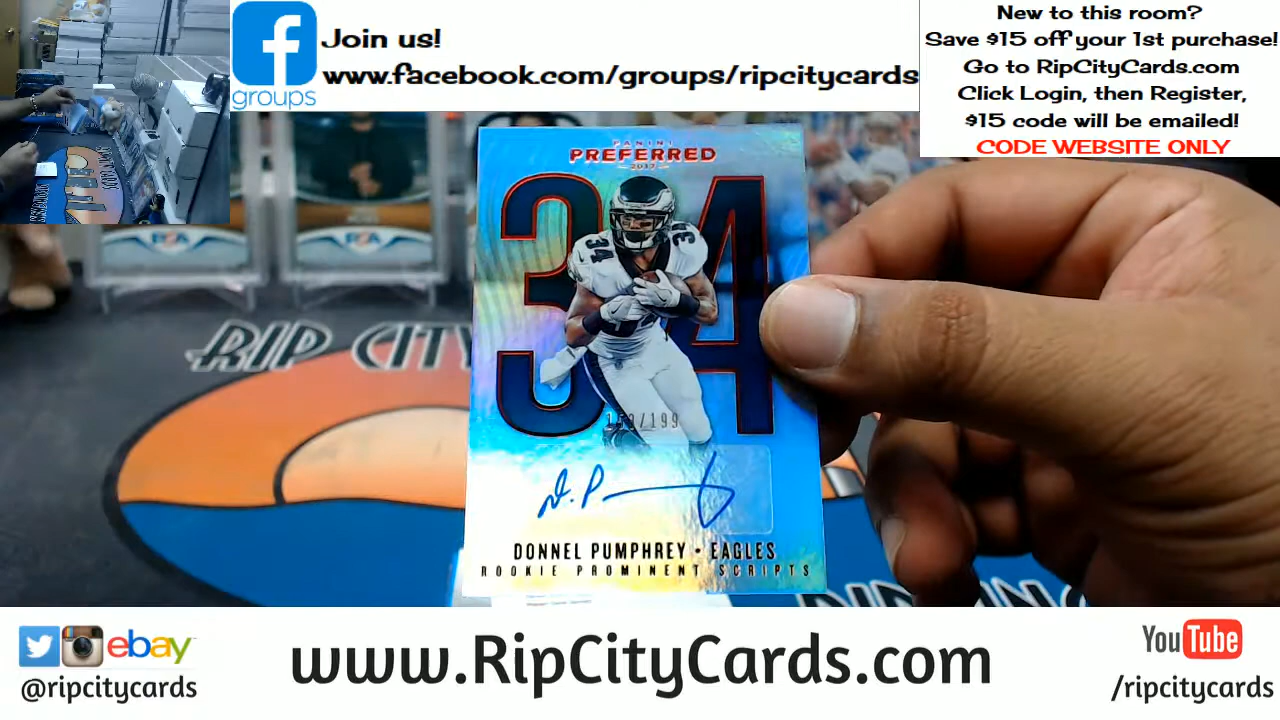 Join us!
www.facebook.com/groups/ripcitycards
groups
New to this room?
Save $15 off your 1st purchase!
Go to RipCityCards.com
Click Login, then Register,
$15 code will be emailed!
CODE WEBSITE ONLY
PANINI
PREFERRED
2017
34
34
34
/199
D. P
DONNEL PUMPHREY • EAGLES
ROOKIE PROMINENT SCRIPTS
RIP CITY
ebay
@ripcitycards
www.RipCityCards.com
YouTube
/ripcitycards